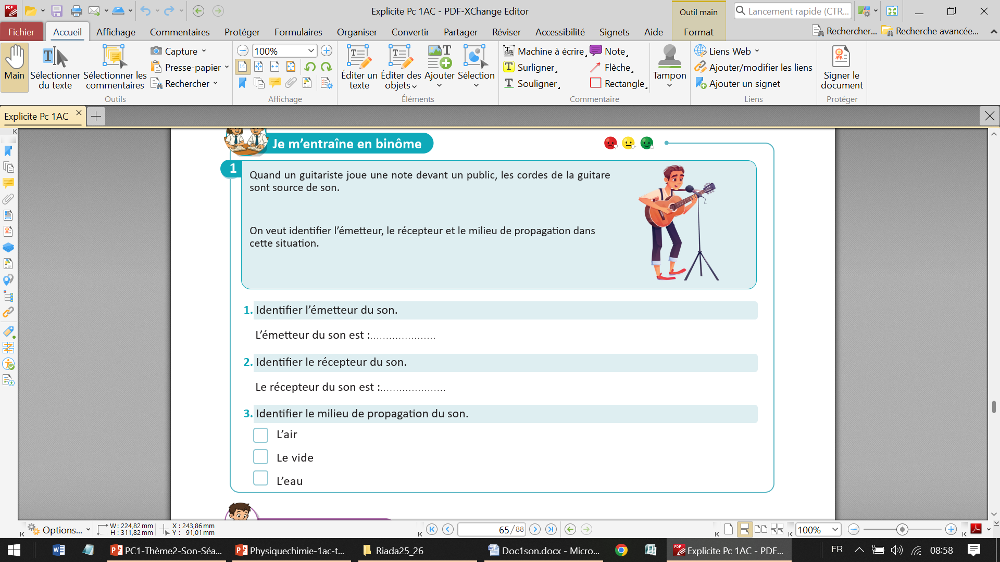 Explicite Pc 1AC - PDF-XChange Editor
Outil main
Lancement rapide (CTR...
Fichier
Accueil
Affichage
Commentaires
Protéger
Formulaires
Organiser
Convertir
Partager
Réviser
Accessibilité
Signets
Aide
Format
Rechercher...
Recherche avancée...
Main
Sélectionner du texte
Sélectionner les commentaires
Capture
Presse-papier
Rechercher
Outils
100%
Affichage
Éditer un texte
Éditer des objets
Ajouter
Sélection
Éléments
Machine à écrire
Surligner
Souligner
Note
Flèche
Rectangle
Tampon
Commentaire
Liens Web
Ajouter/modifier les liens
Ajouter un signet
Liens
Signer le document
Protéger
Explicite Pc 1AC
Je m’entraîne en binôme
1
Quand un guitariste joue une note devant un public, les cordes de la guitare
sont source de son.
On veut identifier l’émetteur, le récepteur et le milieu de propagation dans
cette situation.
1. Identifier l’émetteur du son.
L’émetteur du son est :.....................
2. Identifier le récepteur du son.
Le récepteur du son est :.....................
3. Identifier le milieu de propagation du son.
L’air
Le vide
L’eau
Options...
W : 224,82 mm
H : 311,82 mm
X : 243,86 mm
Y : 91,01 mm
65 / 88
100%
PC1-Thème2-Son-Séa...
Physiquechimie-1ac-t...
Riada25_26
Doc1son.docx - Micro...
Explicite Pc 1AC - PDF...
FR
08:58